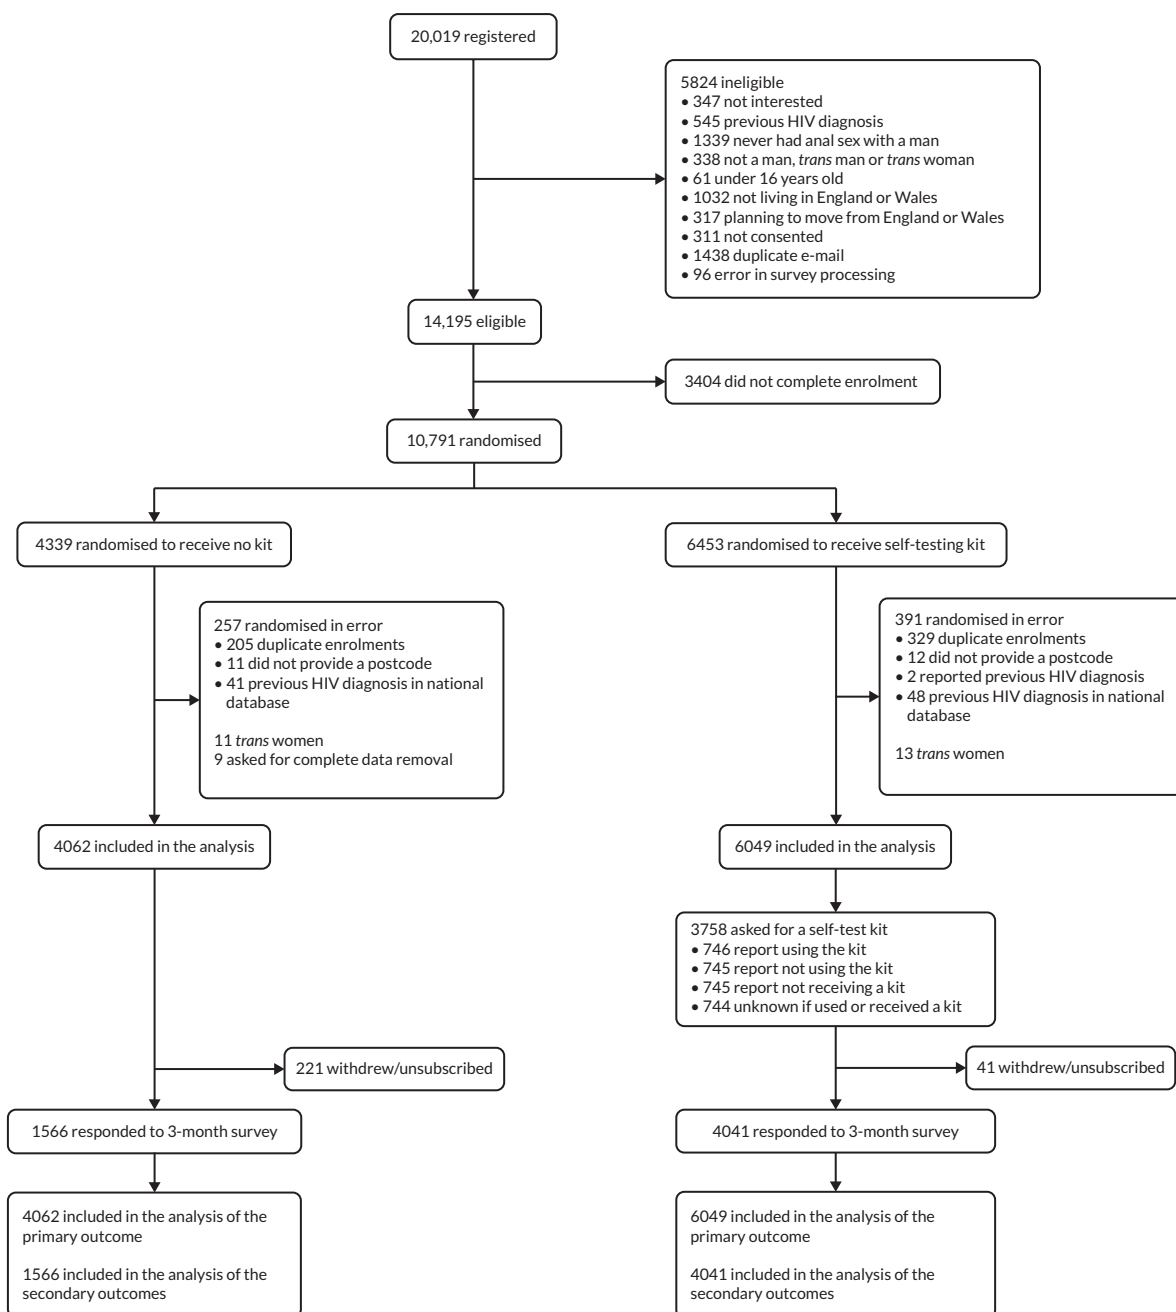 20,019 registered
5824 ineligible
• 347 not interested
• 545 previous HIV diagnosis
• 1339 never had anal sex with a man
• 338 not a man, trans man or trans woman
• 61 under 16 years old
• 1032 not living in England or Wales
• 317 planning to move from England or Wales
• 311 not consented
• 1438 duplicate e-mail
• 96 error in survey processing
14,195 eligible
3404 did not complete enrolment
10,791 randomised
4339 randomised to receive no kit
257 randomised in error
• 205 duplicate enrolments
• 11 did not provide a postcode
• 41 previous HIV diagnosis in national
database
11 trans women
9 asked for complete data removal
4062 included in the analysis
221 withdrew/unsubscribed
1566 responded to 3-month survey
4062 included in the analysis of the
primary outcome
1566 included in the analysis of the
secondary outcomes
6453 randomised to receive self-testing kit
391 randomised in error
• 329 duplicate enrolments
• 12 did not provide a postcode
• 2 reported previous HIV diagnosis
• 48 previous HIV diagnosis in national
database
13 trans women
6049 included in the analysis
3758 asked for a self-test kit
• 746 report using the kit
• 745 report not using the kit
• 745 report not receiving a kit
• 744 unknown if used or received a kit
41 withdrew/unsubscribed
4041 responded to 3-month survey
6049 included in the analysis of the
primary outcome
4041 included in the analysis of the
secondary outcomes